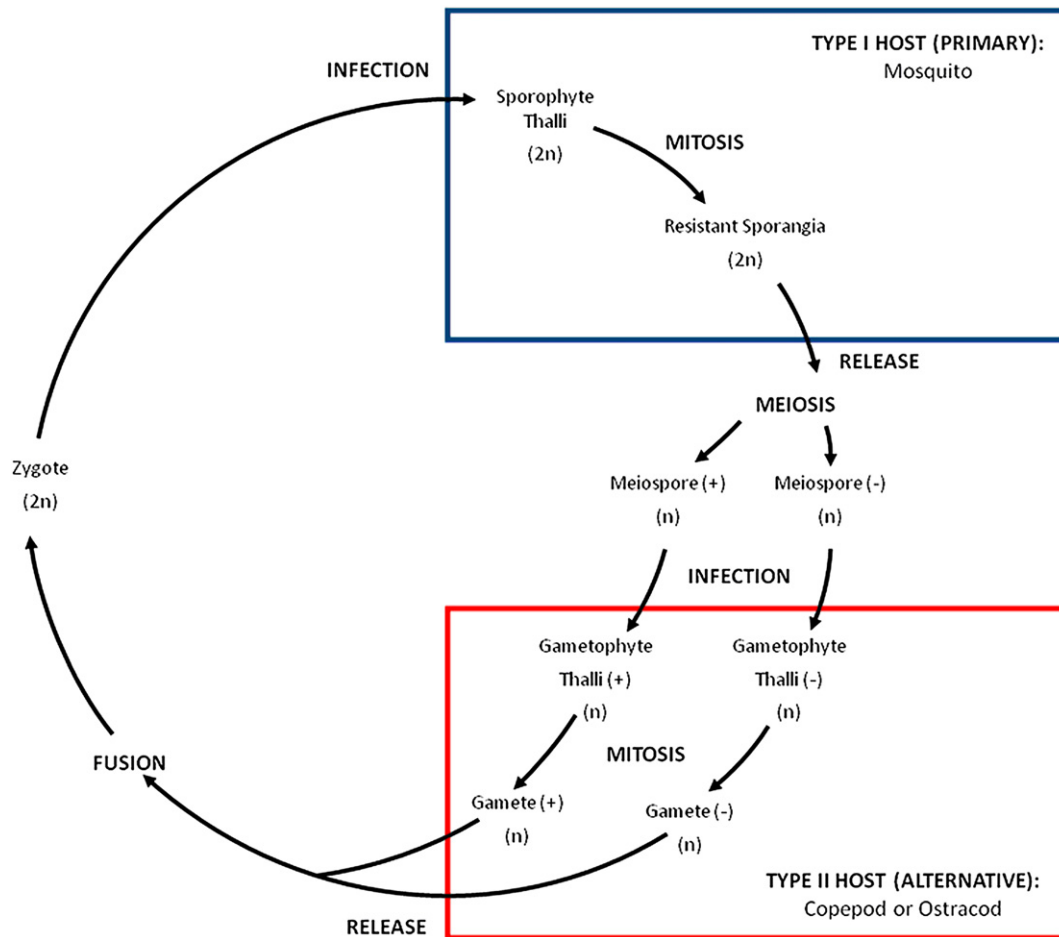 TYPE I HOST (PRIMARY):
Mosquito
INFECTION
Sporophyte
Thalli
(2n)
MITOSIS
Resistant Sporangia
(2n)
RELEASE
MEIOSIS
Zygote
(2n)
Meiospore (+)
(n)
Meiospore (-)
(n)
INFECTION
Gametophyte
Thalli (+)
(n)
Gametophyte
Thalli (-)
(n)
MITOSIS
FUSION
Gamete (+)
(n)
Gamete (-)
(n)
TYPE II HOST (ALTERNATIVE):
Copepod or Ostracod
RELEASE